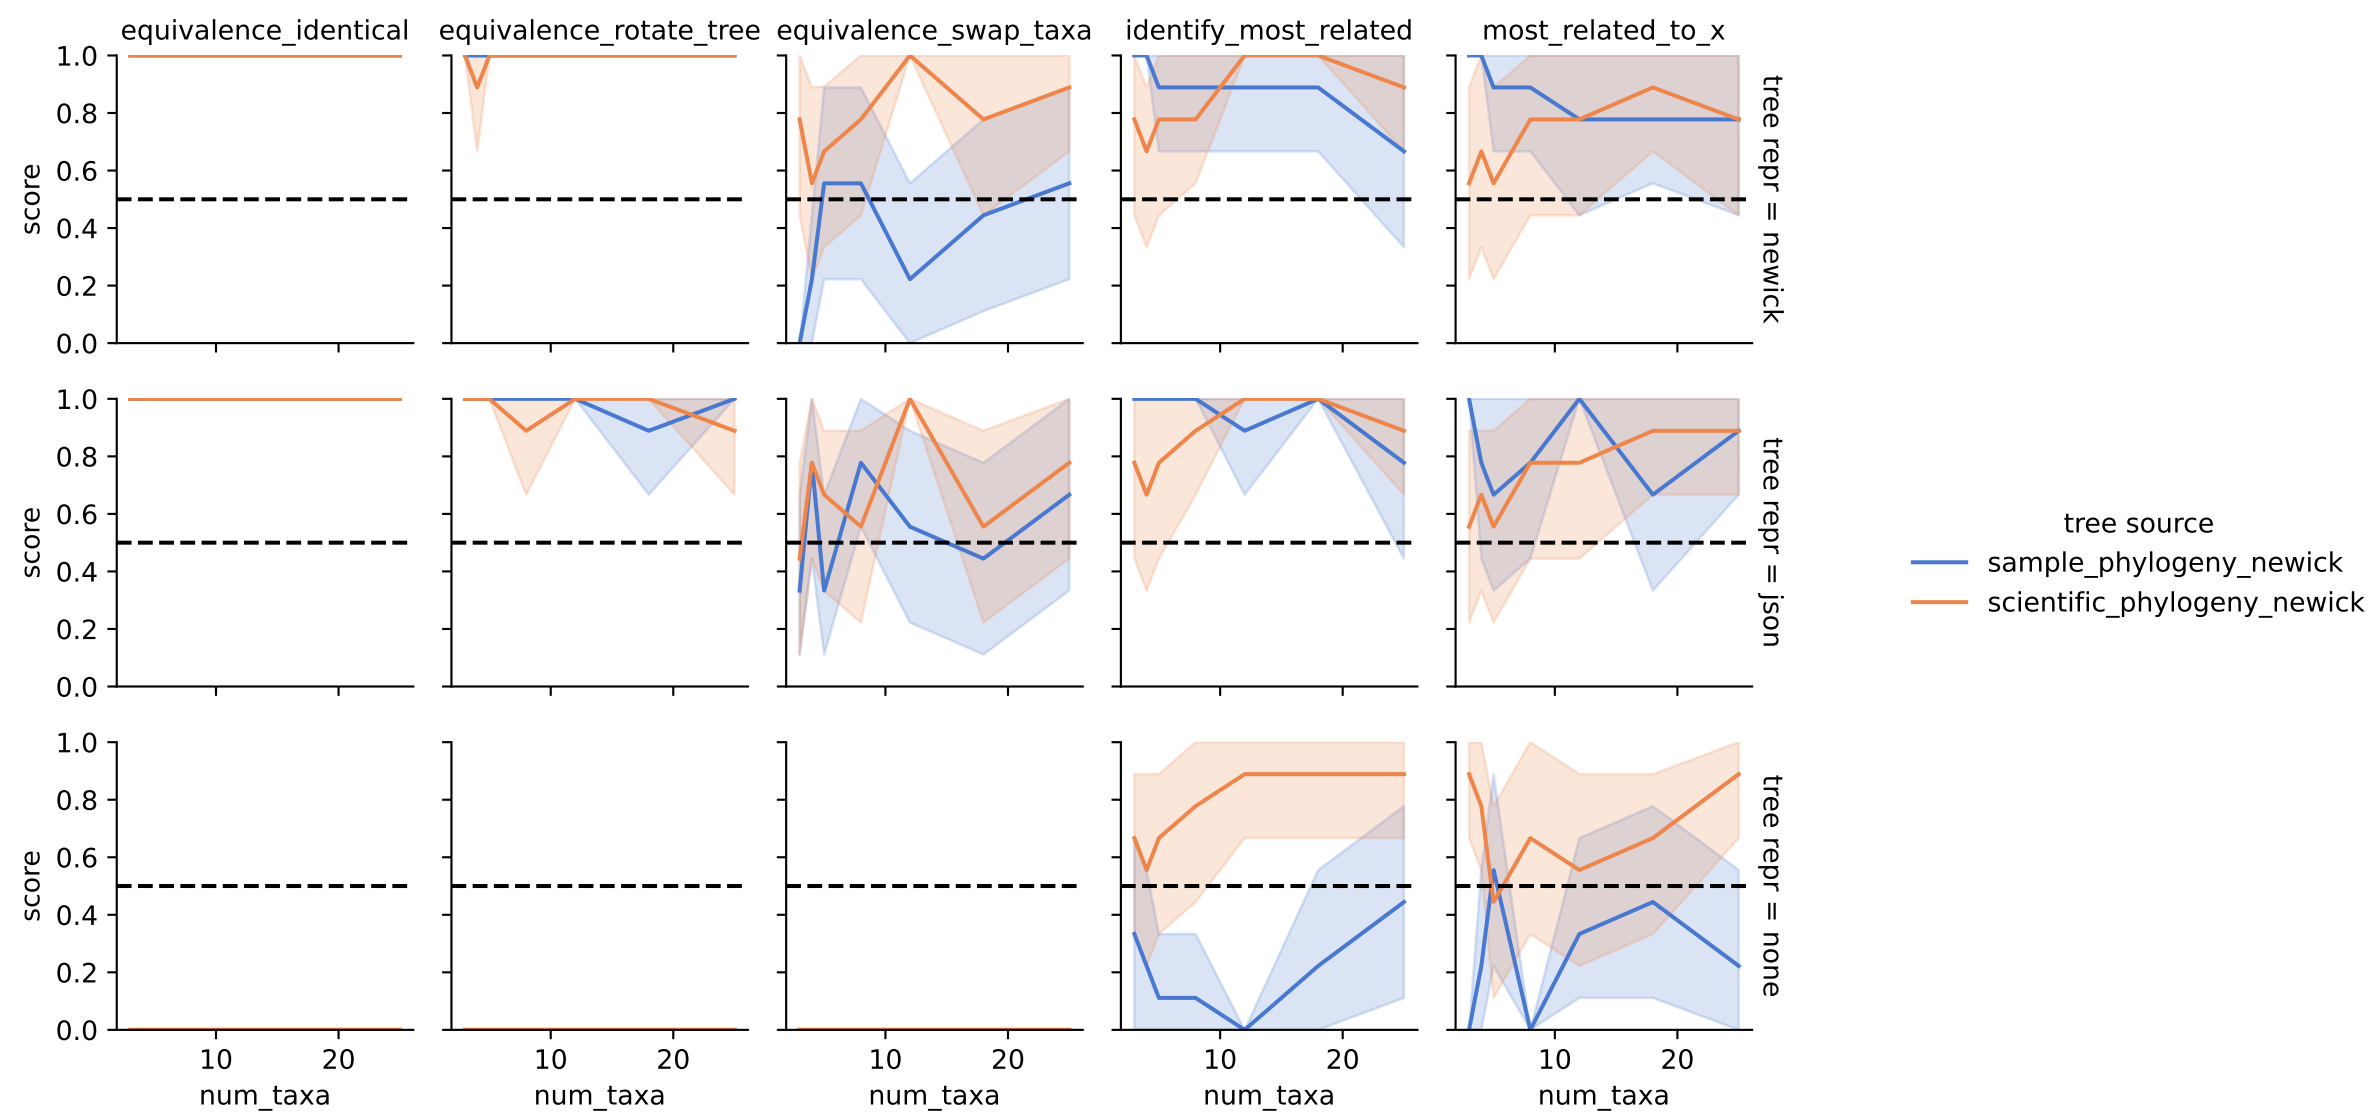 equivalence_identical
equivalence_rotate_tree
equivalence_swap_taxa
identify_most_related
most_related_to_x
1.0
0.8
0.6
0.4
0.2
0.0
score
tree repr = newick
1.0
0.8
0.6
0.4
0.2
0.0
score
tree repr = json
tree source
sample_phylogeny_newick
scientific_phylogeny_newick
1.0
0.8
0.6
0.4
0.2
0.0
score
tree repr = none
10 20
10 20
10 20
10 20
10 20
num_taxa
num_taxa
num_taxa
num_taxa
num_taxa